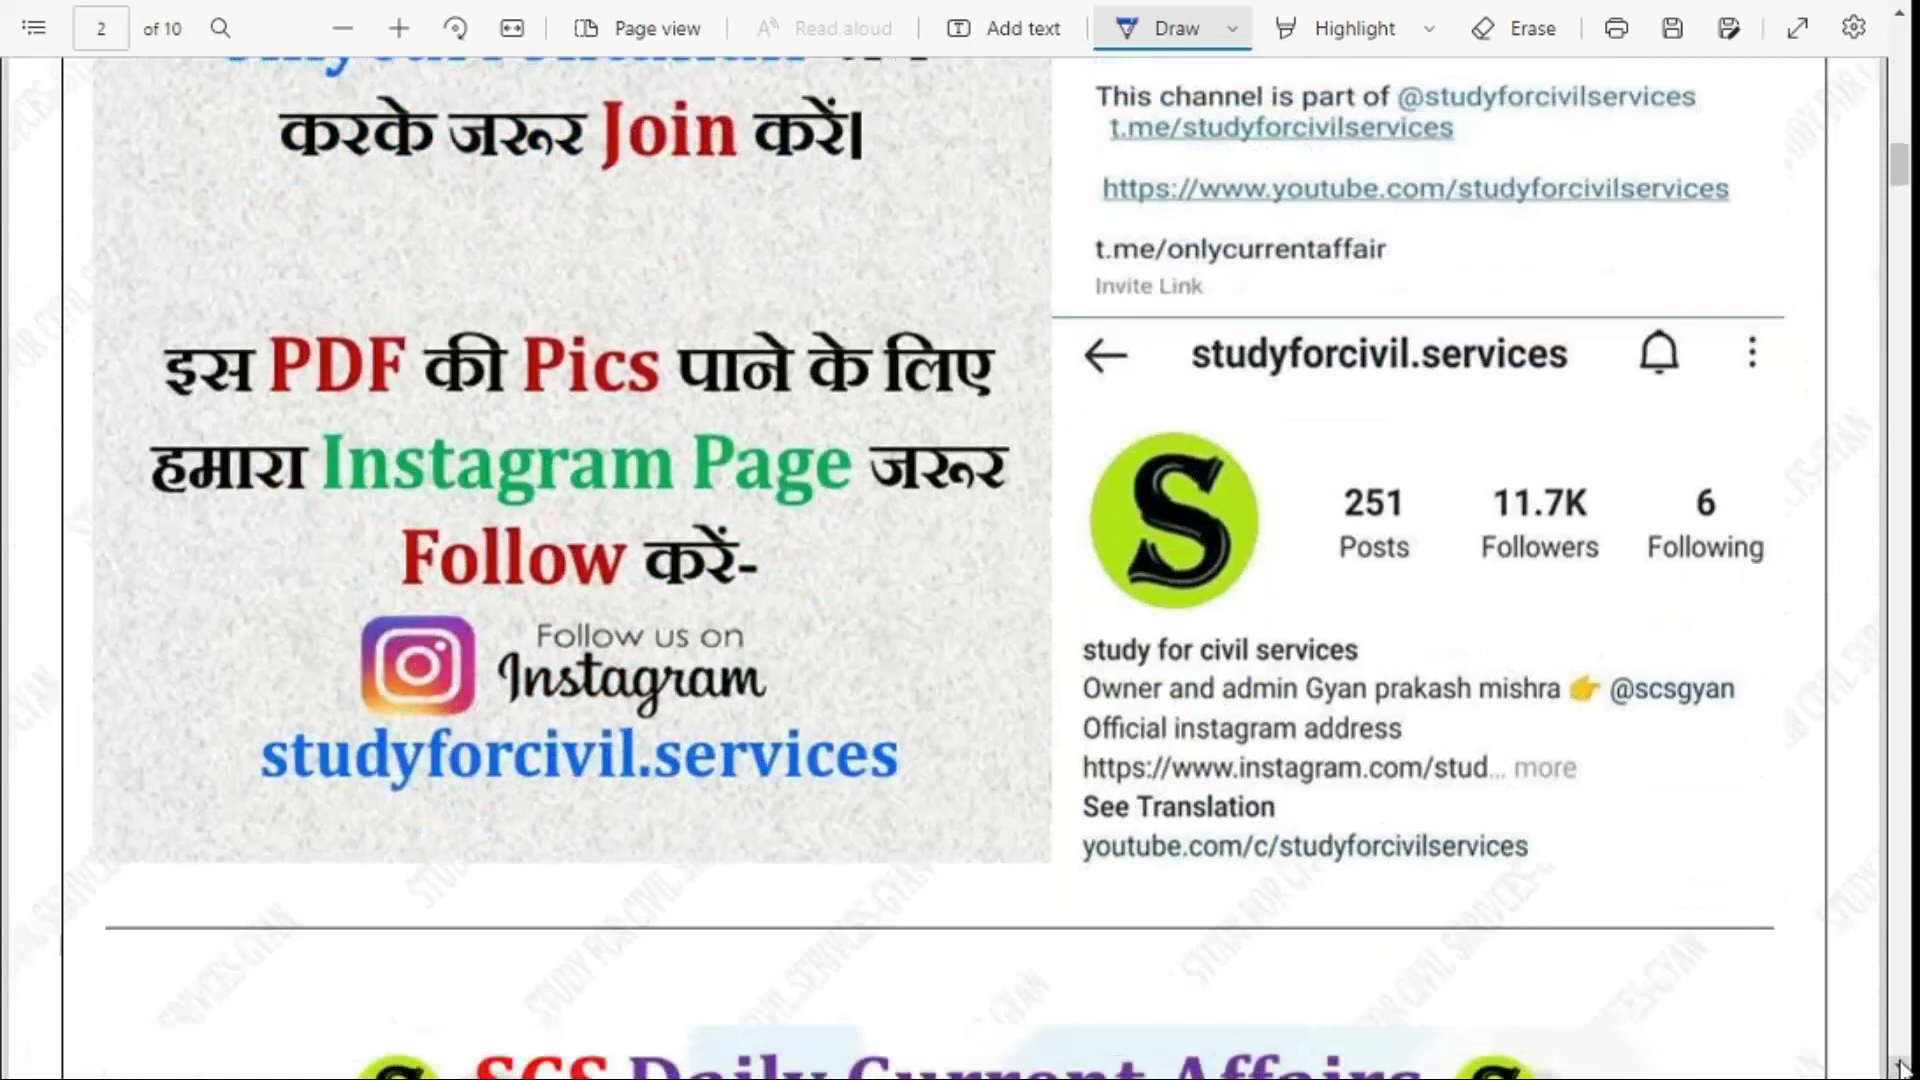 2 of 10 Page view Read aloud Add text Draw Highlight Erase
करके जरूर Join करें।
इस PDF की Pics पाने के लिए
हमारा Instagram Page जरूर
Follow करें-
Follow us on
Instagram
studyforcivil.services
This channel is part of @studyforcivilservices
t.me/studyforcivilservices
https://www.youtube.com/studyforcivilservices
t.me/onlycurrentaffair
Invite Link
studyforcivil.services
S
251 11.7K 6
Posts Followers Following
study for civil services
Owner and admin Gyan prakash mishra 👉 @scsgyan
Official instagram address
https://www.instagram.com/stud... more
See Translation
youtube.com/c/studyforcivilservices
SCS Daily Current Affairs